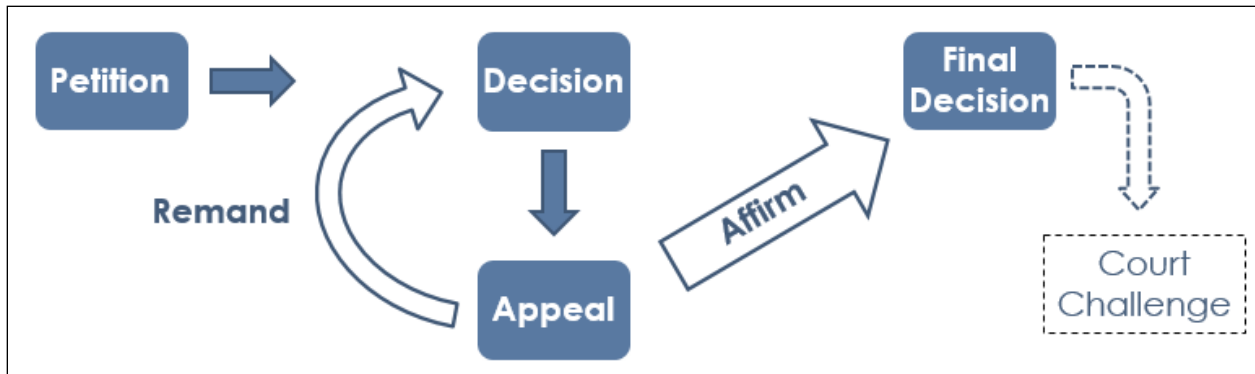 Petition
Decision
Final
Decision
Remand
Affirm
Appeal
Court
Challenge